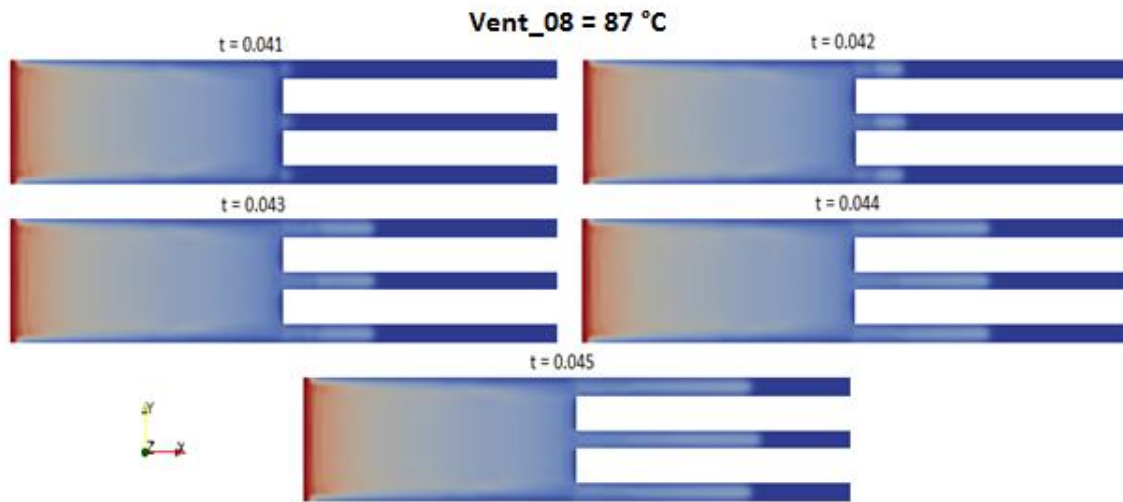 Vent_08 = 87 °C
t = 0.041
t = 0.042
t = 0.043
t = 0.044
t = 0.045
Y
Z X